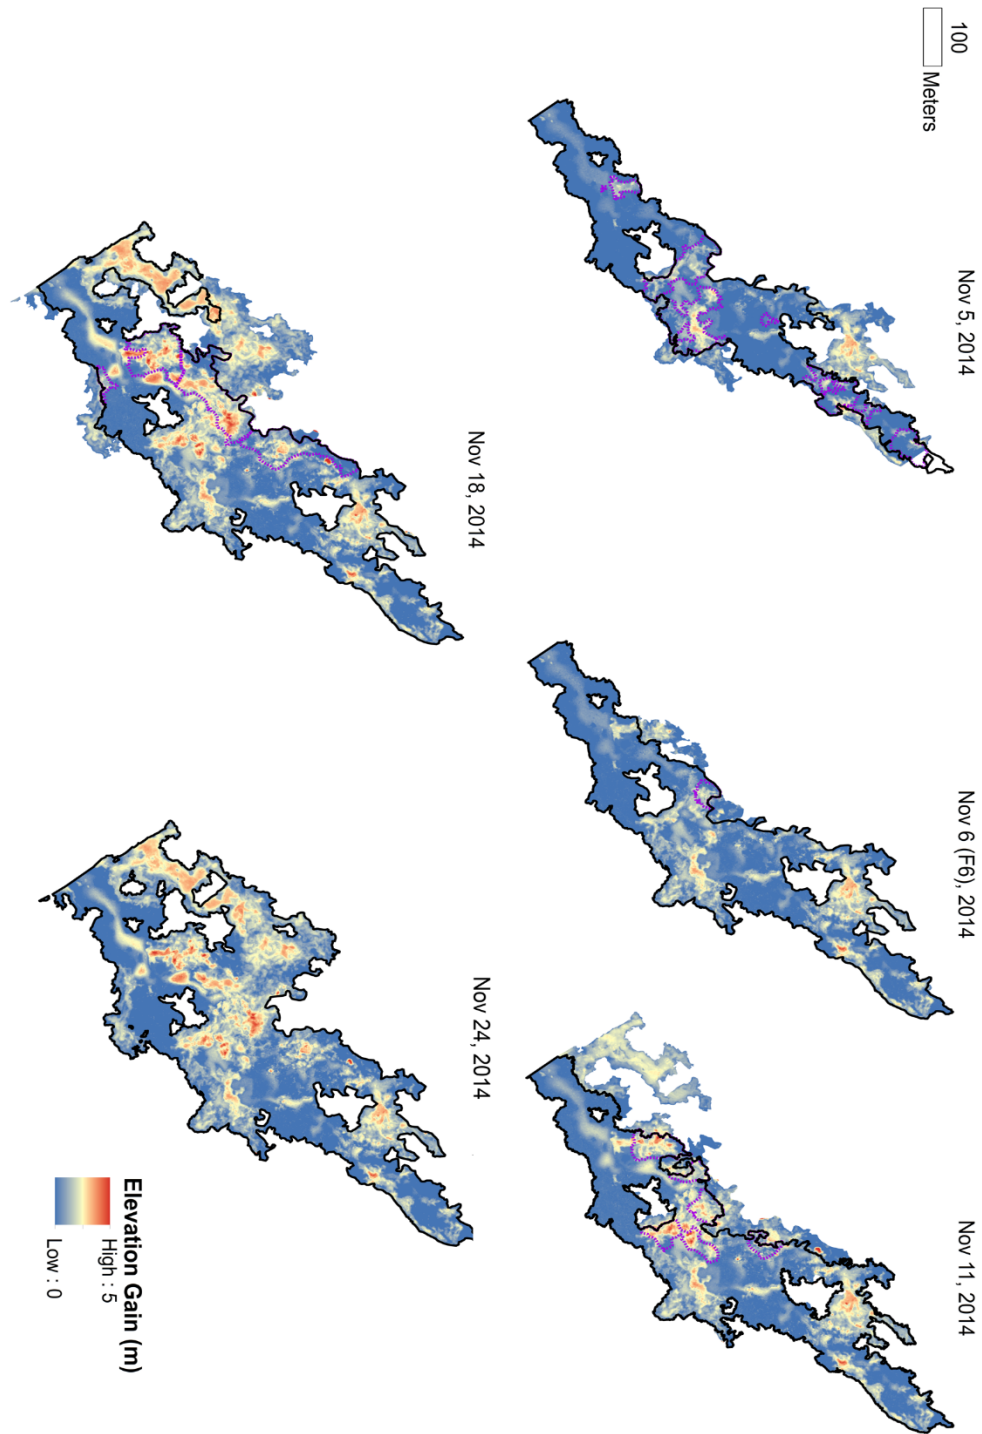 100
Meters
Nov 5, 2014
Nov 6 (F6), 2014
Nov 11, 2014
Nov 18, 2014
Nov 24, 2014
Elevation Gain (m)
High : 5
Low : 0